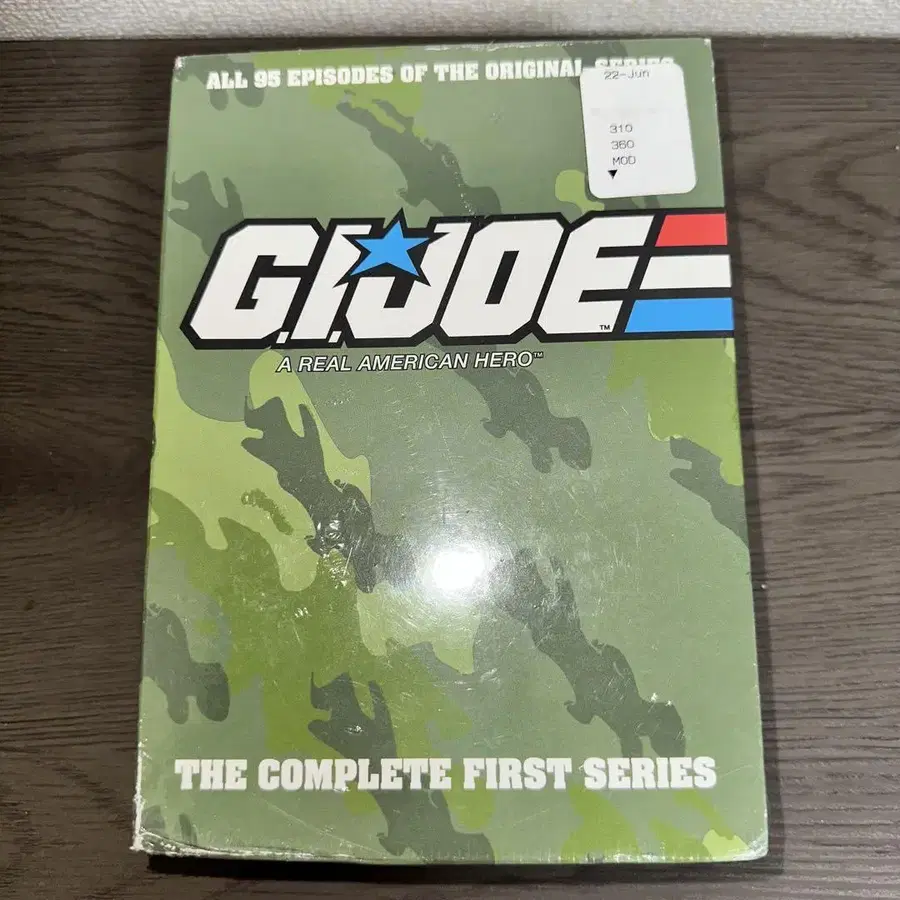 ALL 95 EPISODES OF THE ORIGINAL SERIES
22-Jun
310
360
MOD
G.I.JOE
TM
A REAL AMERICAN HERO™
THE COMPLETE FIRST SERIES